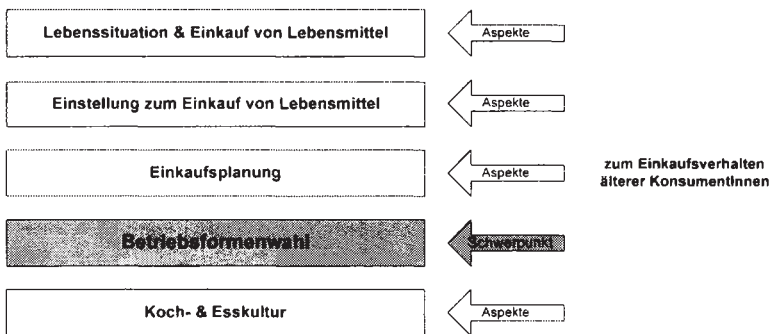 Lebenssituation & Einkauf von Lebensmittel
Aspekte
Einstellung zum Einkauf von Lebensmittel
Aspekte
Einkaufsplanung
Aspekte
zum Einkaufsverhalten
älterer KonsumentInnen
Betriebsformenwahl
Schwerpunkt
Koch- & Esskultur
Aspekte